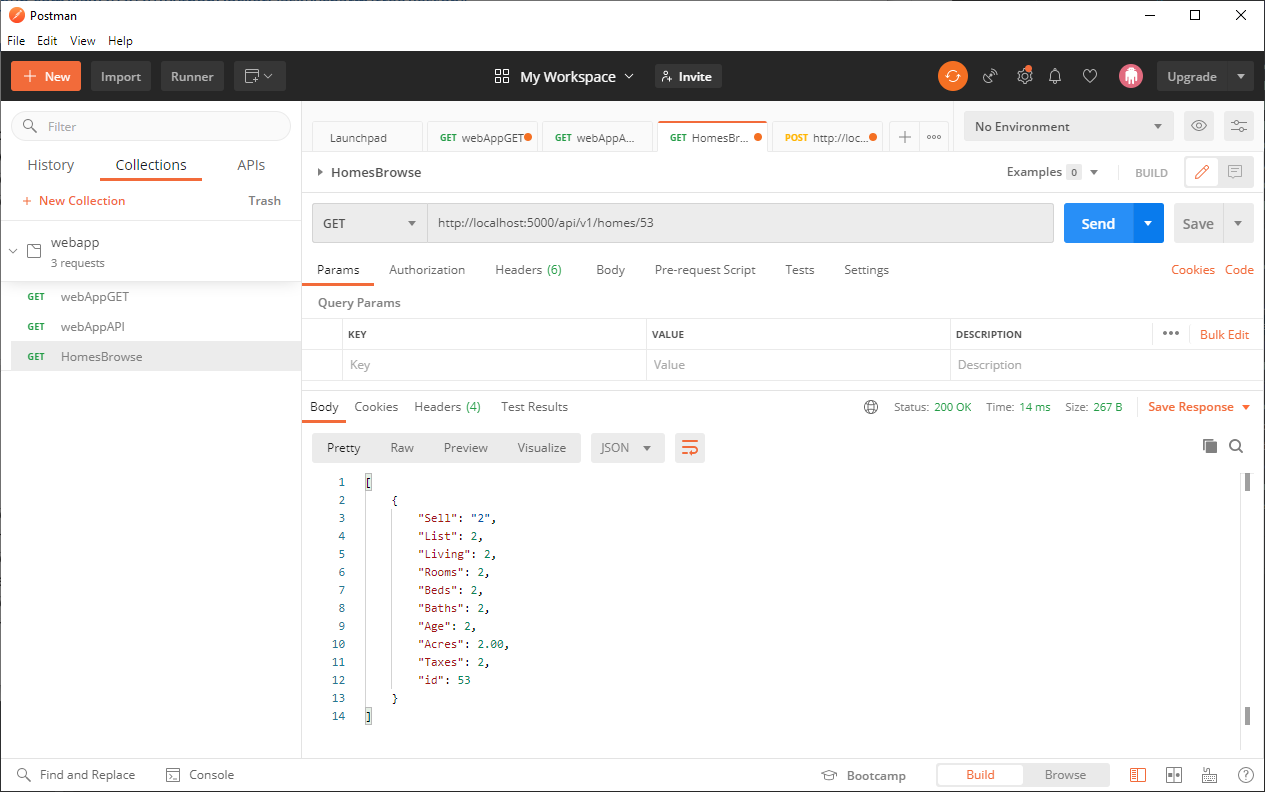 Postman
File Edit View Help
New Import Runner My Workspace Invite Upgrade
Filter
History Collections APIs
New Collection Trash
webapp
3 requests
GET webAppGET
GET webAppAPI
GET HomesBrowse
Launchpad GET webAppGET GET webAppA... GET HomesBr... POST http://loc... No Environment
HomesBrowse Examples 0 BUILD
GET http://localhost:5000/api/v1/homes/53 Send Save
Params Authorization Headers (6) Body Pre-request Script Tests Settings Cookies Code
Query Params
KEY VALUE DESCRIPTION Bulk Edit
Key Value Description
Body Cookies Headers (4) Test Results Status: 200 OK Time: 14 ms Size: 267 B Save Response
Pretty Raw Preview Visualize JSON
1 [
2 {
3 "Sell": "2",
4 "List": 2,
5 "Living": 2,
6 "Rooms": 2,
7 "Beds": 2,
8 "Baths": 2,
9 "Age": 2,
10 "Acres": 2.00,
11 "Taxes": 2,
12 "id": 53
13 }
14 ]
Find and Replace Console Bootcamp Build Browse